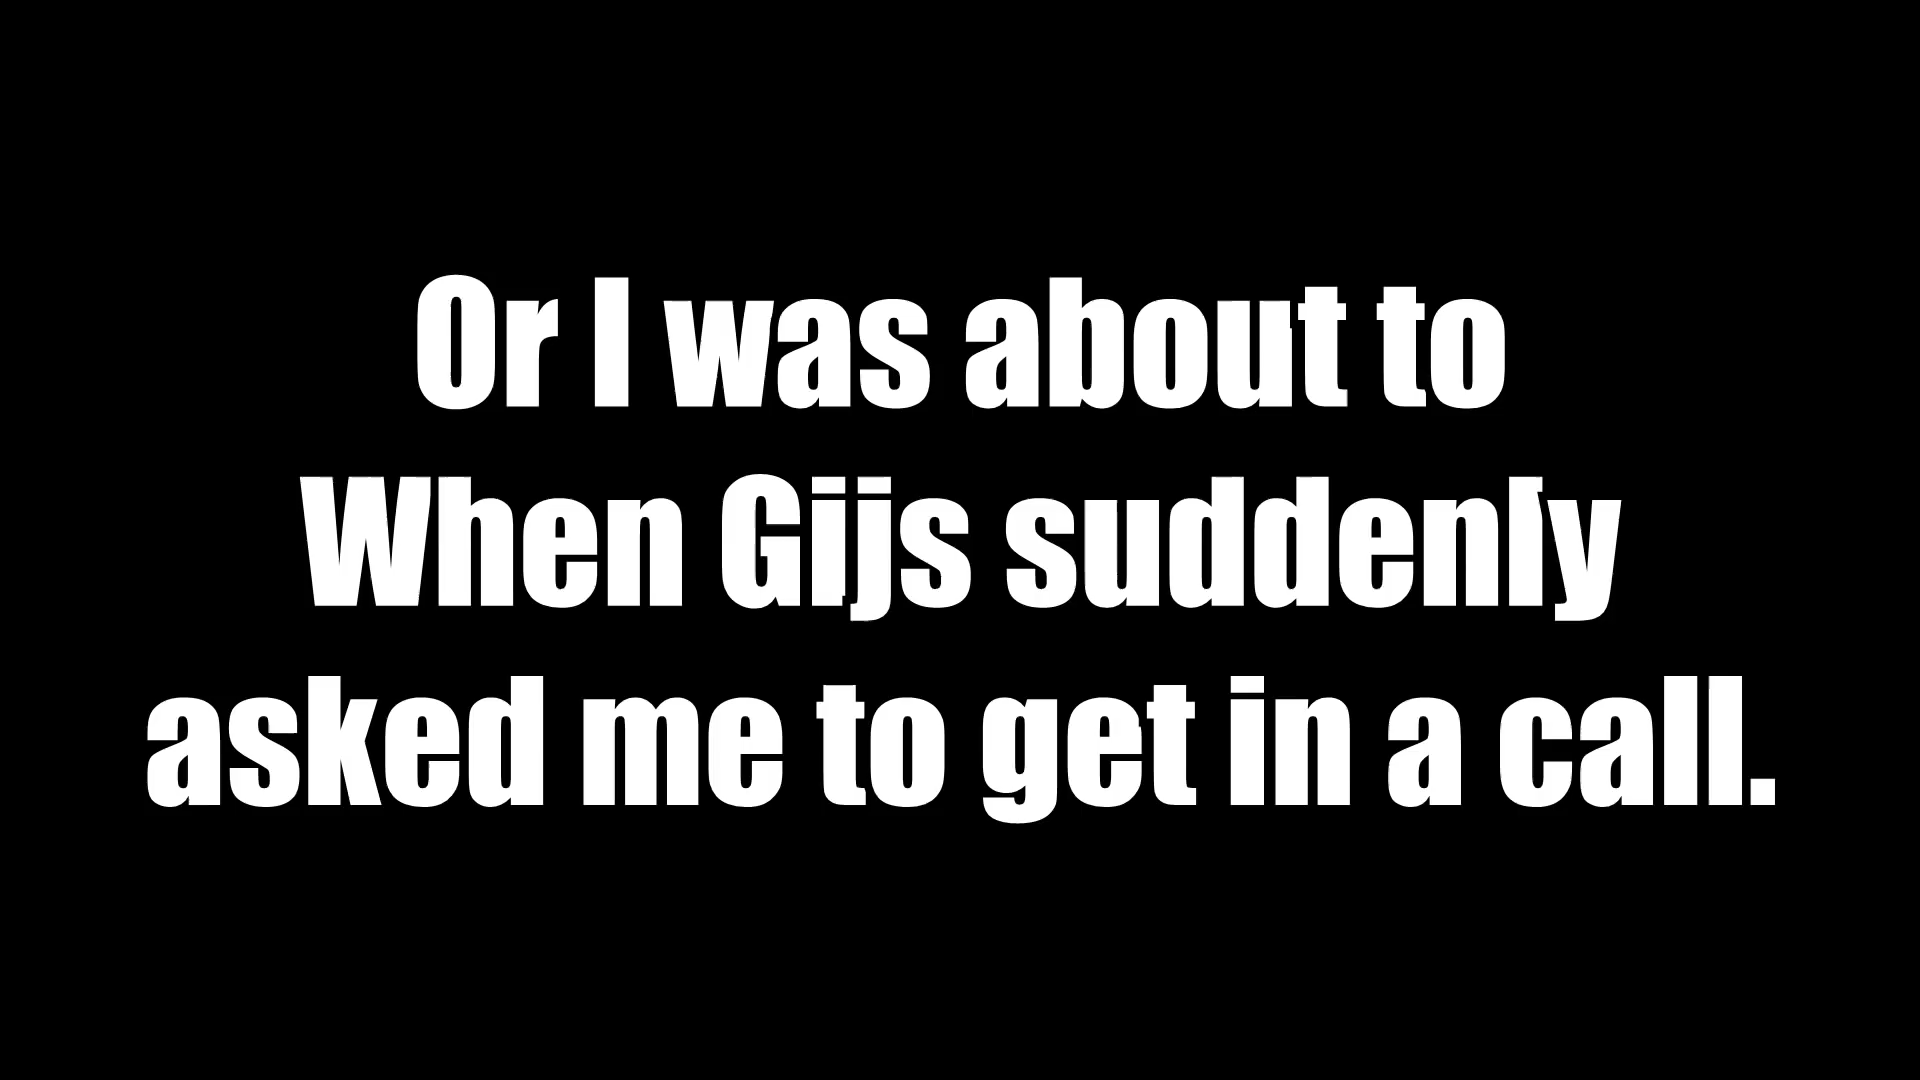 Or I was about to
When Gijs suddenly
asked me to get in a call.